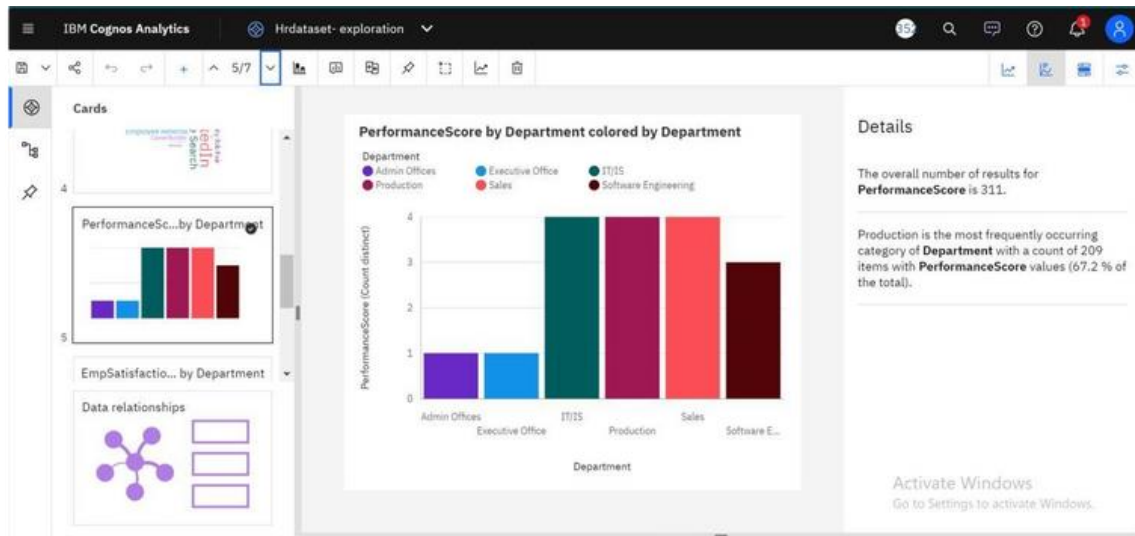 IBM Cognos Analytics
Hrdataset- exploration
352
1
5/7
Cards
LinkedIn
Search
4
PerformanceSc...by Department
5
EmpSatisfactio... by Department
Data relationships
PerformanceScore by Department colored by Department
Department
Admin Offices Executive Office IT/IS
Production Sales Software Engineering
PerformanceScore (Count distinct)
4
3
2
1
0
Admin Offices IT/IS Sales
Executive Office Production Software E...
Department
Details
The overall number of results for
PerformanceScore is 311.
Production is the most frequently occurring
category of Department with a count of 209
items with PerformanceScore values (67.2 % of
the total).
Activate Windows
Go to Settings to activate Windows.